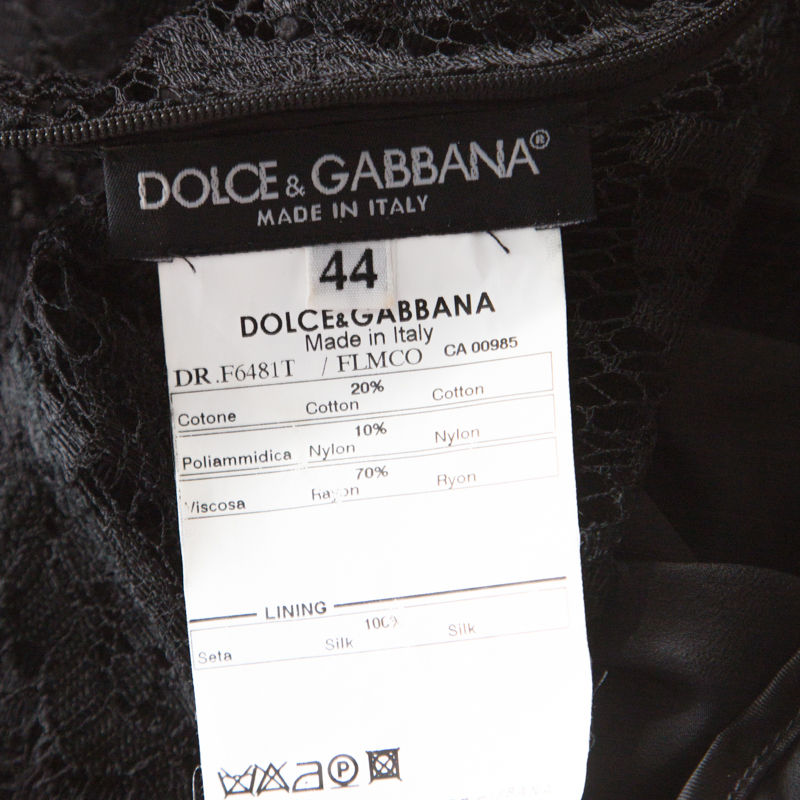 DOLCE & GABBANA®
MADE IN ITALY
44
DOLCE&GABBANA
Made in Italy
DR.F6481T / FLMCO CA 00985
20%
Cotone Cotton Cotton
10%
Poliammidica Nylon Nylon
70%
Viscosa Rayon Ryon
LINING
100%
Seta Silk Silk
P